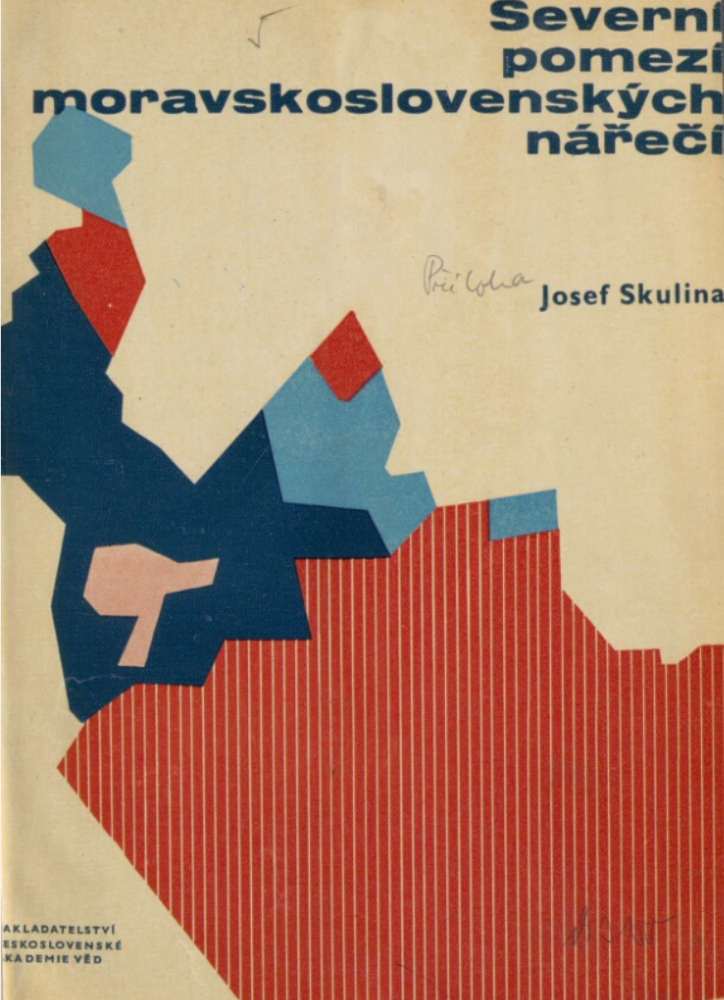 Severní
pomezí
moravskoslovenských
nářečí
Příloha
Josef Skulina
AKLADATELSTVÍ
ESKOSLOVENSKÉ
KADEMIE VĚD